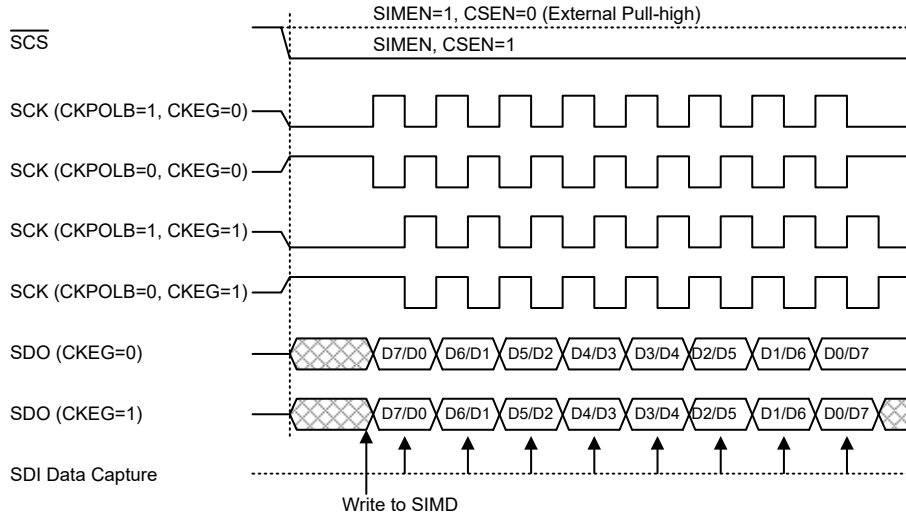 SIMEN=1, CSEN=0 (External Pull-high)
SCS
SIMEN, CSEN=1
SCK (CKPOLB=1, CKEG=0)
SCK (CKPOLB=0, CKEG=0)
SCK (CKPOLB=1, CKEG=1)
SCK (CKPOLB=0, CKEG=1)
SDO (CKEG=0) D7/D0 D6/D1 D5/D2 D4/D3 D3/D4 D2/D5 D1/D6 D0/D7
SDO (CKEG=1) D7/D0 D6/D1 D5/D2 D4/D3 D3/D4 D2/D5 D1/D6 D0/D7
SDI Data Capture
Write to SIMD